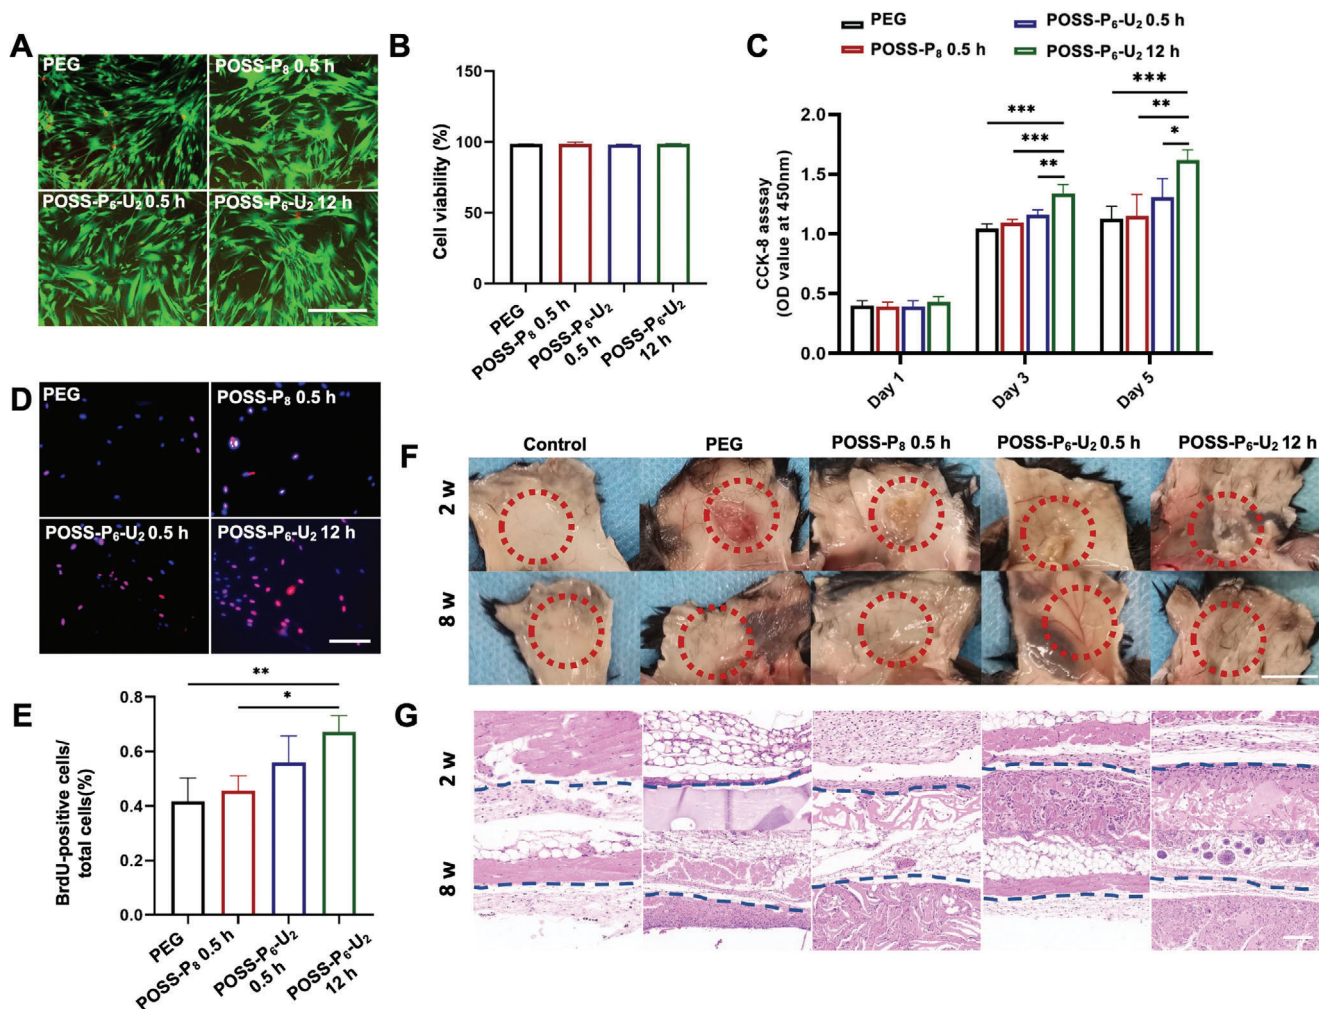 A
PEG
POSS-P₈ 0.5 h
POSS-P₆-U₂ 0.5 h
POSS-P₆-U₂ 12 h
B
Cell viability (%)
150
100
50
0
PEG
POSS-P₈ 0.5 h
POSS-P₆-U₂
0.5 h
POSS-P₆-U₂
12 h
C
PEG
POSS-P₆-U₂ 0.5 h
POSS-P₈ 0.5 h
POSS-P₆-U₂ 12 h
CCK-8 asssay
(OD value at 450nm)
2.0
1.5
1.0
0.5
0.0
***
***
**
***
**
*
Day 1
Day 3
Day 5
D
PEG
POSS-P₈ 0.5 h
POSS-P₆-U₂ 0.5 h
POSS-P₆-U₂ 12 h
E
BrdU-positive cells/
total cells(%)
0.8
0.6
0.4
0.2
0.0
**
*
PEG
POSS-P₈ 0.5 h
POSS-P₆-U₂
0.5 h
POSS-P₆-U₂
12 h
F
Control
PEG
POSS-P₈ 0.5 h
POSS-P₆-U₂ 0.5 h
POSS-P₆-U₂ 12 h
2 w
8 w
G
2 w
8 w